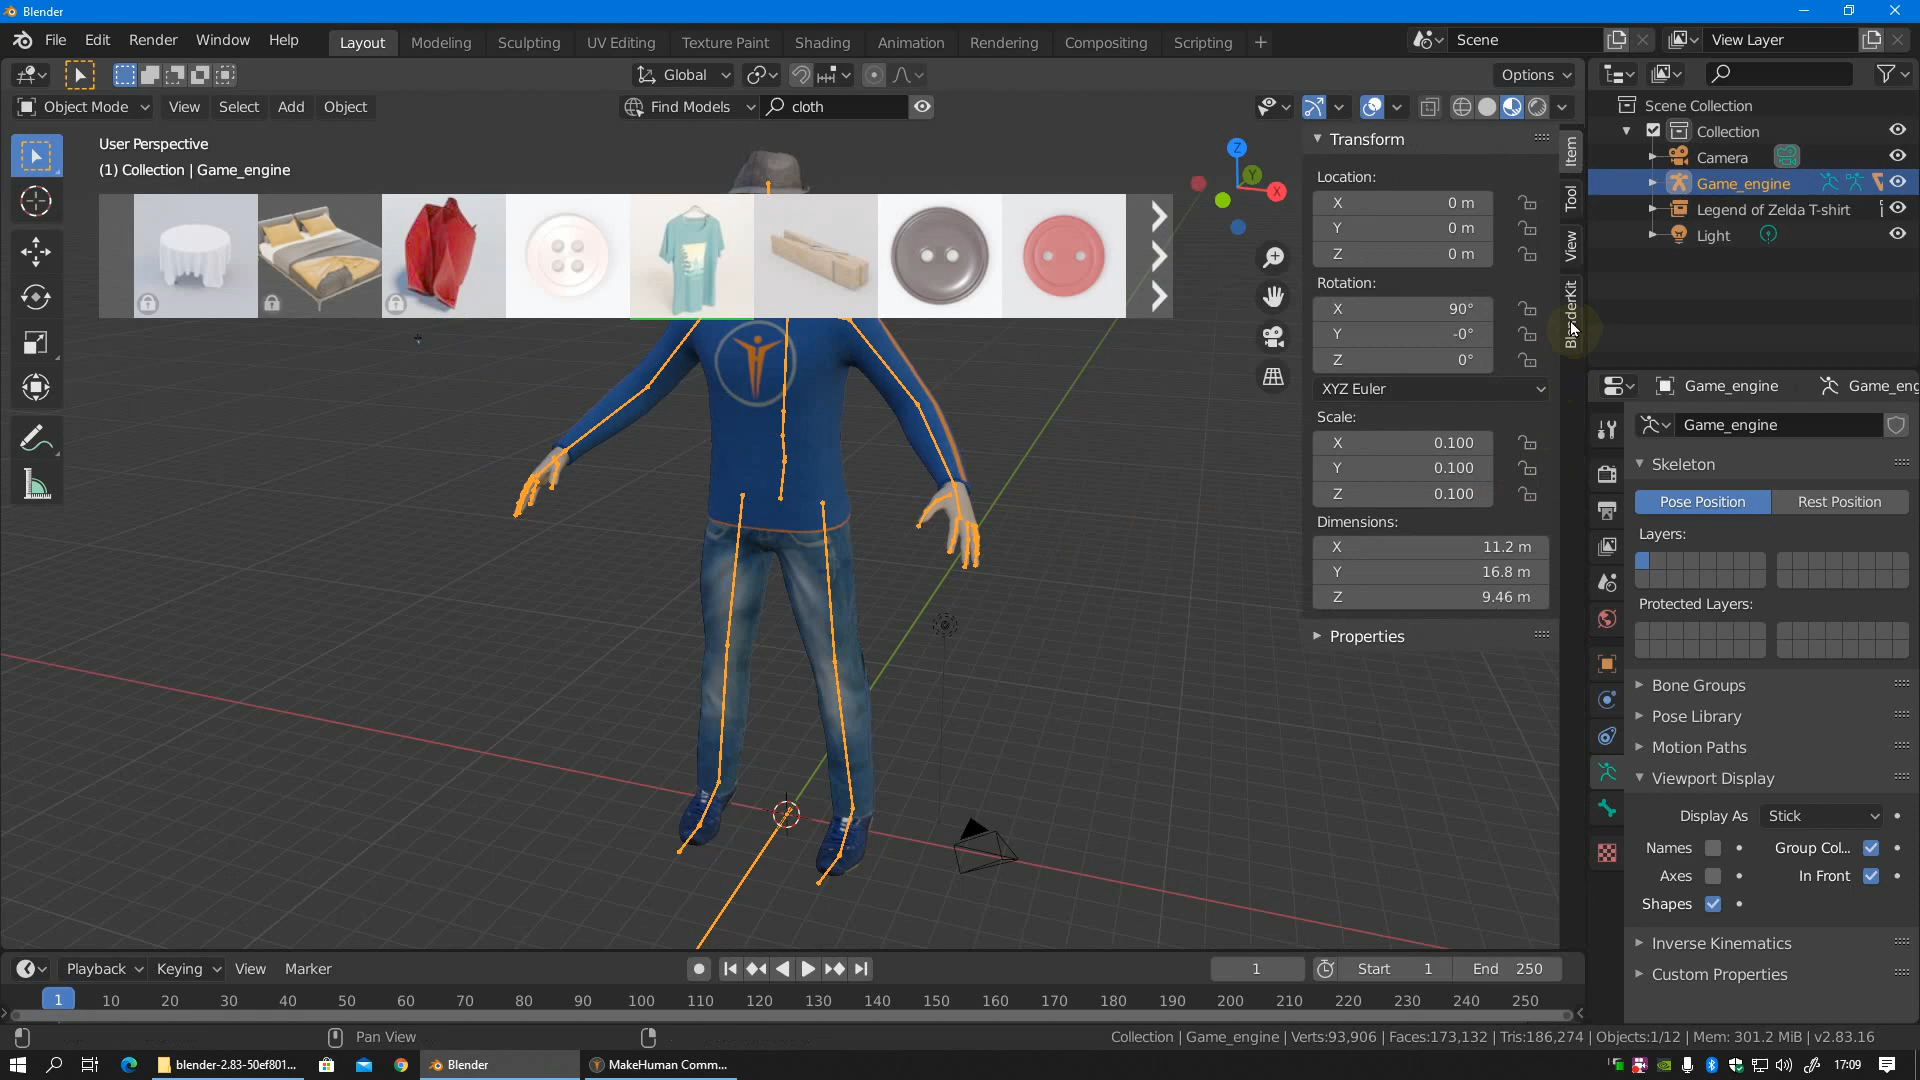 Blender
File Edit Render Window Help Layout Modeling Sculpting UV Editing Texture Paint Shading Animation Rendering Compositing Scripting Scene View Layer
Global Options
Object Mode View Select Add Object Find Models cloth
User Perspective
(1) Collection | Game_engine
Transform
Location:
X 0 m
Y 0 m
Z 0 m
Rotation:
X 90°
Y -0°
Z 0°
XYZ Euler
Scale:
X 0.100
Y 0.100
Z 0.100
Dimensions:
X 11.2 m
Y 16.8 m
Z 9.46 m
Properties
Item
Tool
View
BlenderKit
Z
Y
X
Scene Collection
Collection
Camera
Game_engine
Legend of Zelda T-shirt
Light
Game_engine Game_eng
Game_engine
Skeleton
Pose Position Rest Position
Layers:
Protected Layers:
Bone Groups
Pose Library
Motion Paths
Viewport Display
Display As Stick
Names Group Col...
Axes In Front
Shapes
Inverse Kinematics
Custom Properties
Playback Keying View Marker 1 Start 1 End 250
1 10 20 30 40 50 60 70 80 90 100 110 120 130 140 150 160 170 180 190 200 210 220 230 240 250
Pan View
Collection | Game_engine | Verts:93,906 | Faces:173,132 | Tris:186,274 | Objects:1/12 | Mem: 301.2 MiB | v2.83.16
blender-2.83-50ef801... Blender MakeHuman Comm... 17:09